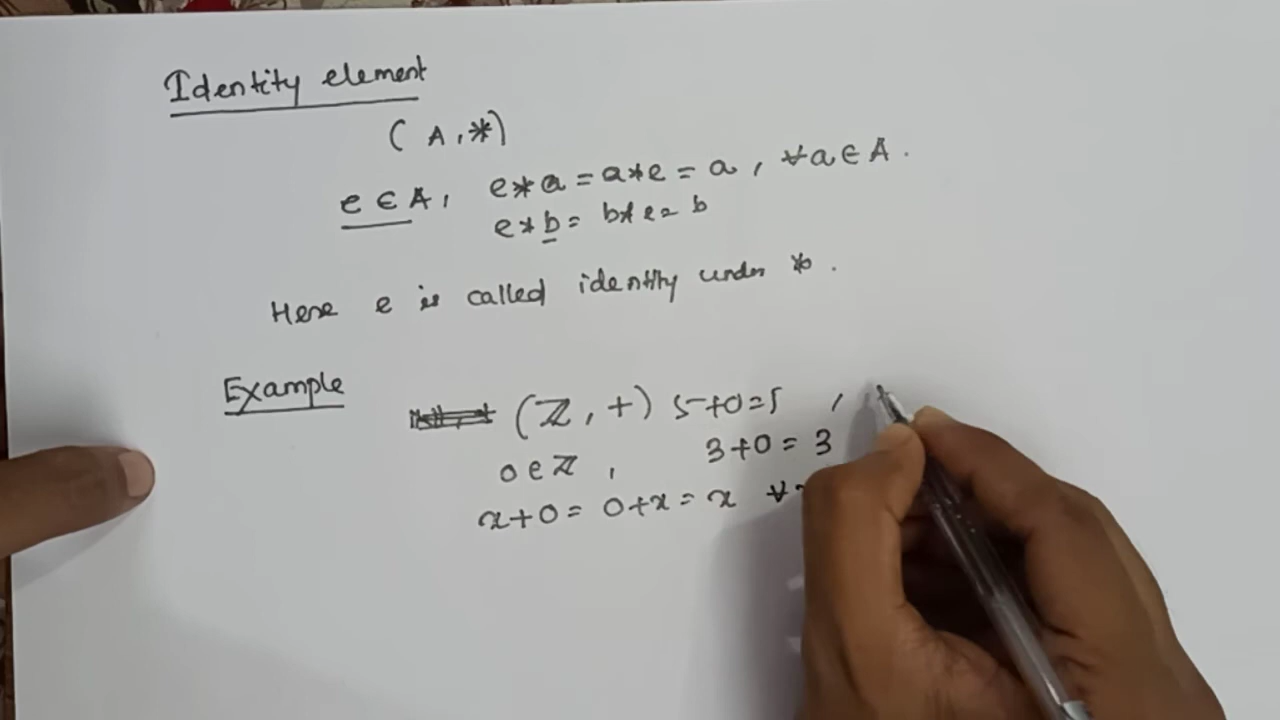 Identity element
(A, *)
e ∈ A, e * a = a * e = a, ∀ a ∈ A.
e * b = b * e = b
Here e is called identity under *.
Example
(ℤ, +) 5+0=5 ,
0 ∈ ℤ, 3+0 = 3
x+0 = 0+x = x ∀